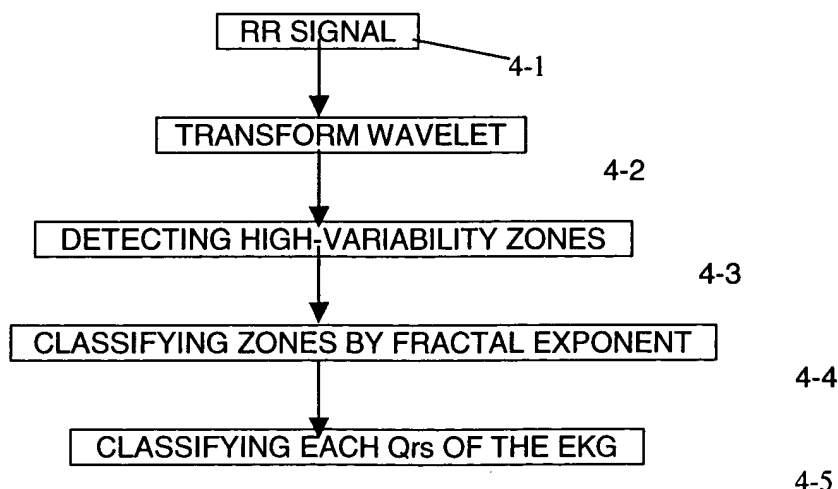 RR SIGNAL
4-1
TRANSFORM WAVELET
4-2
DETECTING HIGH-VARIABILITY ZONES
4-3
CLASSIFYING ZONES BY FRACTAL EXPONENT
4-4
CLASSIFYING EACH Qrs OF THE EKG
4-5